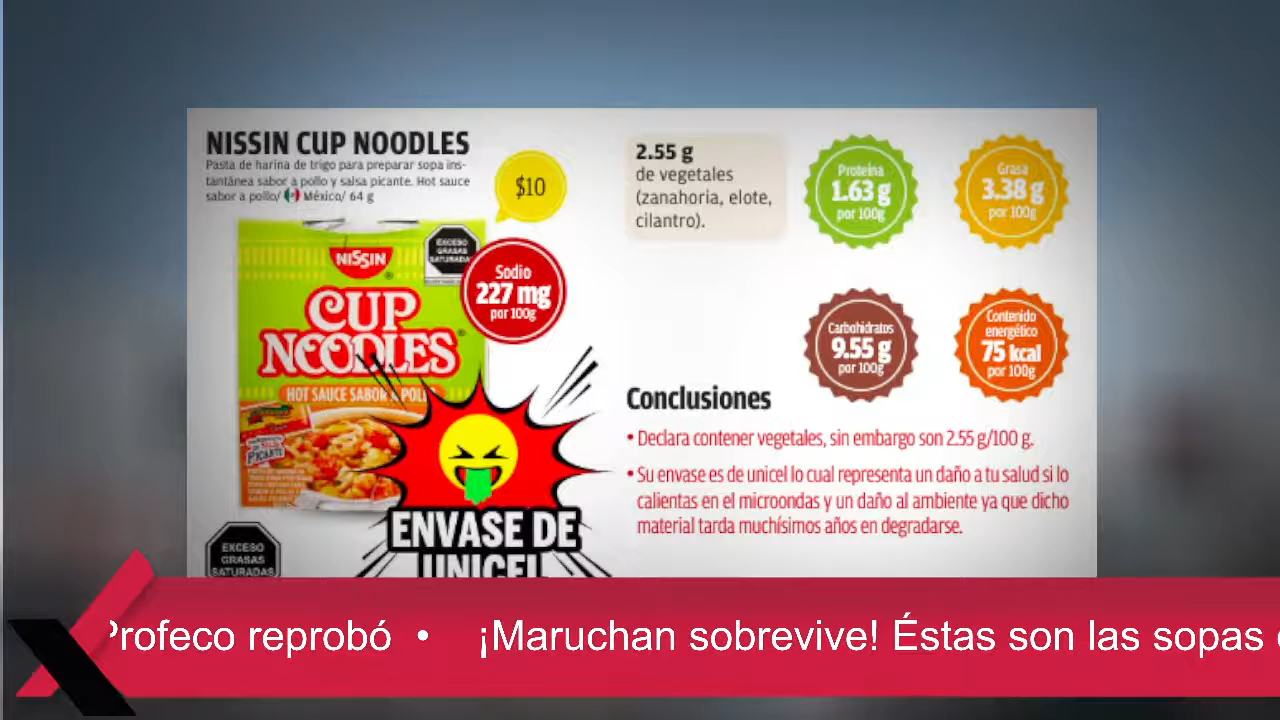 NISSIN CUP NOODLES
Pasta de harina de trigo para preparar sopa ins-
tantánea sabor a pollo y salsa picante. Hot sauce
sabor a pollo/ México/ 64 g
$10
NISSIN
EXCESO
GRASAS
SATURADAS
Sodio
227 mg
por 100g
CUP
NOODLES
HOT SAUCE SABOR A POLL
PICANTE
ENVASE DE
UNICEL
EXCESO
GRASAS
SATURADAS
2.55 g
de vegetales
(zanahoria, elote,
cilantro).
Proteína
1.63 g
por 100g
Grasa
3.38 g
por 100g
Carbohidratos
9.55 g
por 100g
Contenido
energético
75 kcal
por 100g
Conclusiones
• Declara contener vegetales, sin embargo son 2.55 g/100 g.
• Su envase es de unicel lo cual representa un daño a tu salud si lo
calientas en el microondas y un daño al ambiente ya que dicho
material tarda muchísimos años en degradarse.
Profeco reprobó • ¡Maruchan sobrevive! Éstas son las sopas